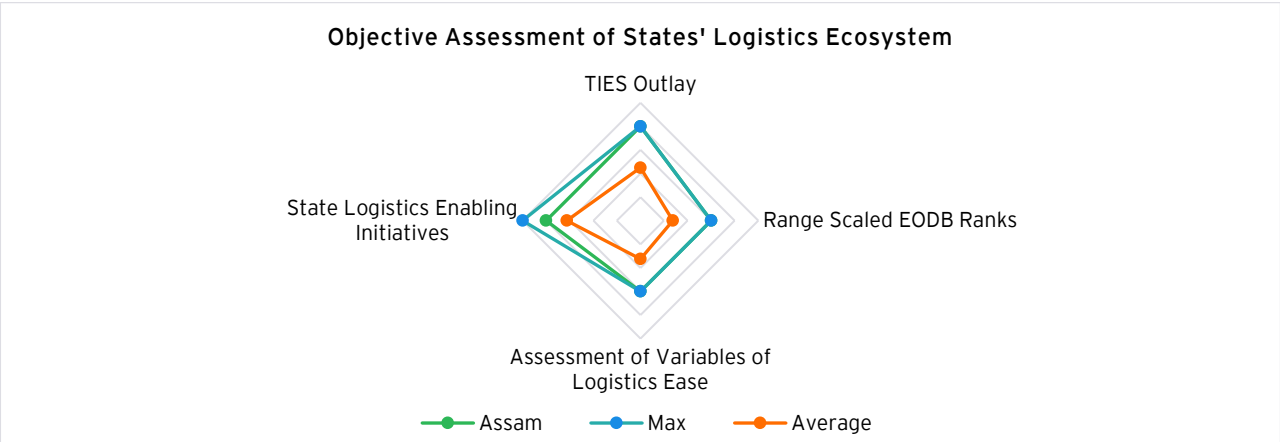 Objective Assessment of States' Logistics Ecosystem
TIES Outlay
State Logistics Enabling
Initiatives
Range Scaled EODB Ranks
Assessment of Variables of
Logistics Ease
Assam
Max
Average